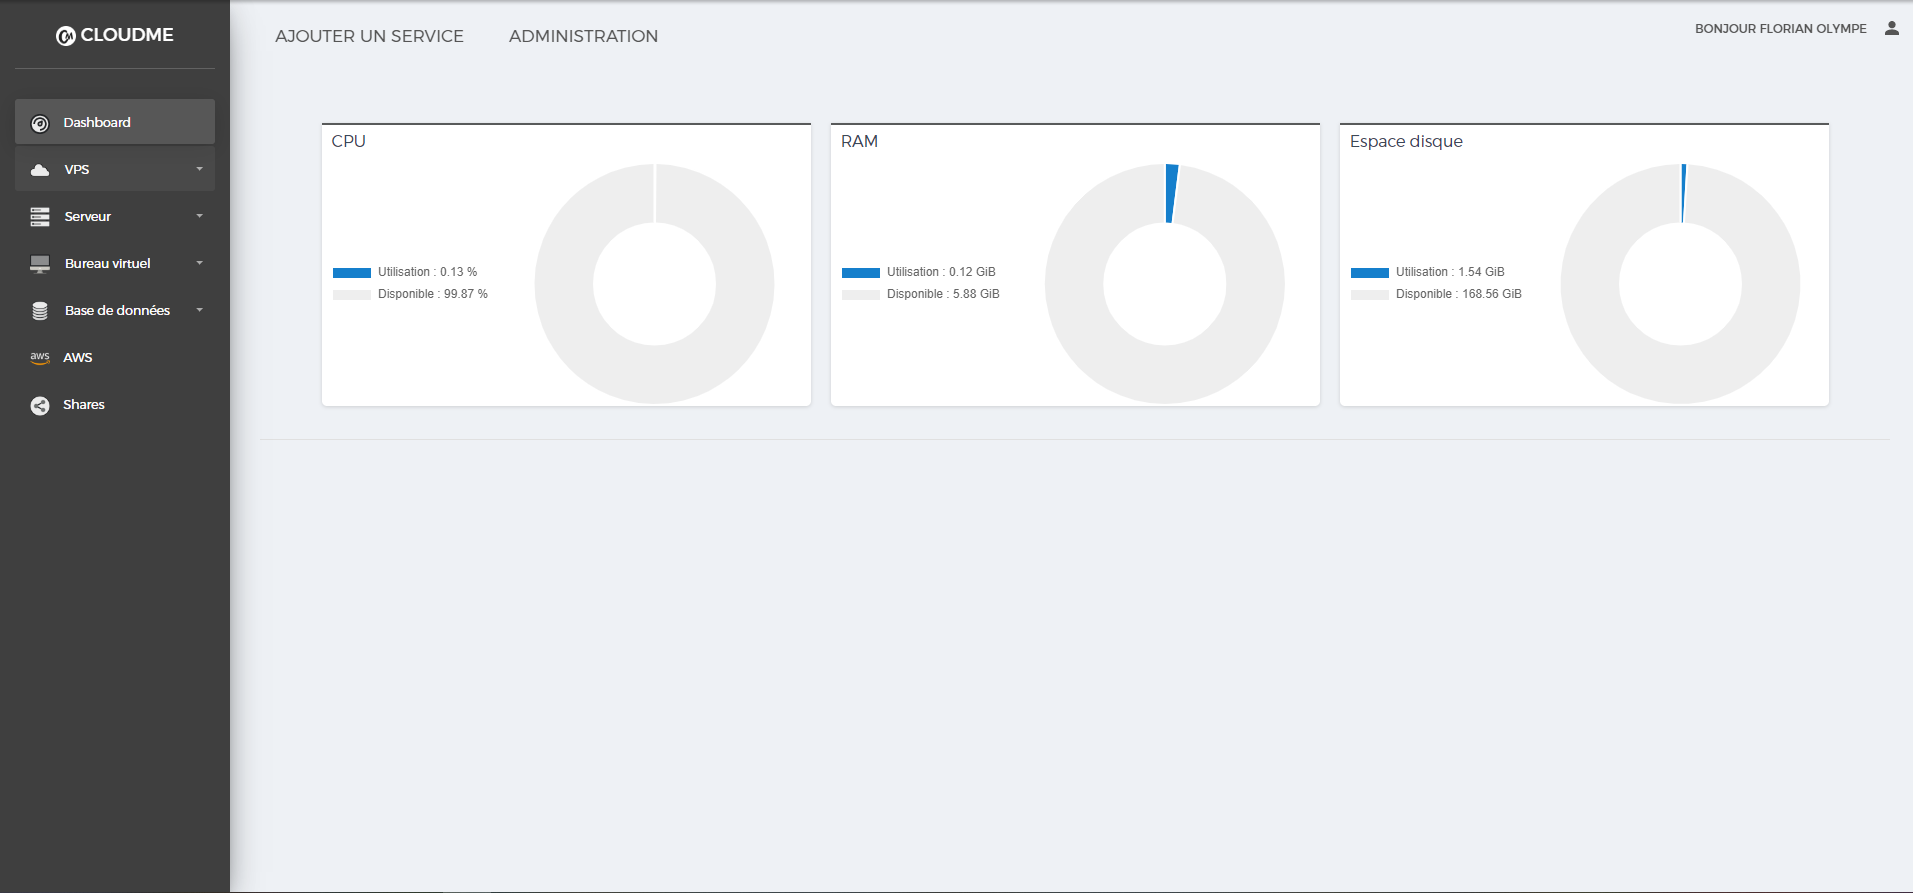 CLOUDME
AJOUTER UN SERVICE
ADMINISTRATION
BONJOUR FLORIAN OLYMPE
Dashboard
VPS
Serveur
Bureau virtuel
Base de données
aws AWS
Shares
CPU
Utilisation : 0.13 %
Disponible : 99.87 %
RAM
Utilisation : 0.12 GiB
Disponible : 5.88 GiB
Espace disque
Utilisation : 1.54 GiB
Disponible : 168.56 GiB